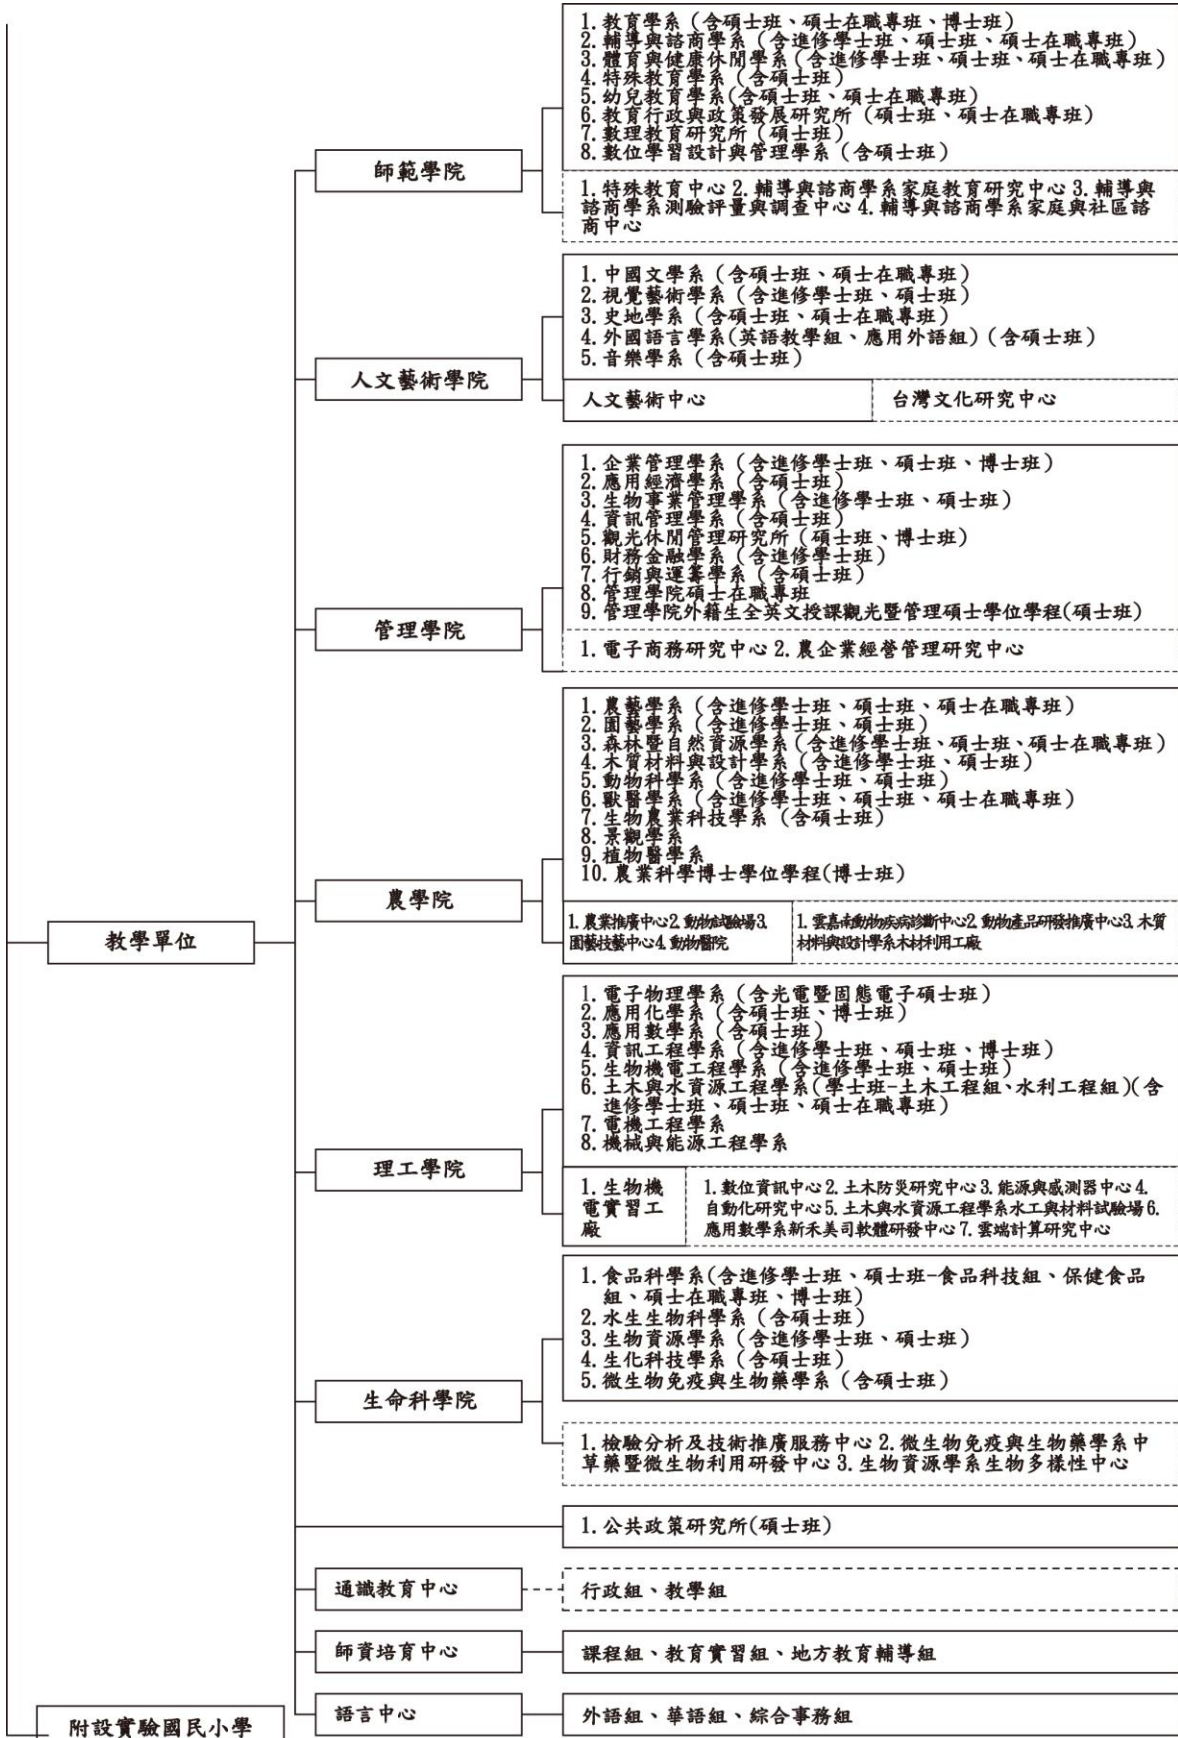 1. 教育學系（含碩士班、碩士在職專班、博士班）
2. 輔導與諮商學系（含進修學士班、碩士班、碩士在職專班）
3. 體育與健康休閒學系（含進修學士班、碩士班、碩士在職專班）
4. 特殊教育學系（含碩士班）
5. 幼兒教育學系(含碩士班、碩士在職專班）
6. 教育行政與政策發展研究所（碩士班、碩士在職專班）
7. 數理教育研究所（碩士班）
8. 數位學習設計與管理學系（含碩士班）
師範學院
1. 特殊教育中心 2. 輔導與諮商學系家庭教育研究中心 3. 輔導與
諮商學系測驗評量與調查中心 4. 輔導與諮商學系家庭與社區諮
商中心
1. 中國文學系（含碩士班、碩士在職專班）
2. 視覺藝術學系（含進修學士班、碩士班）
3. 史地學系（含碩士班、碩士在職專班）
4. 外國語言學系(英語教學組、應用外語組)（含碩士班）
5. 音樂學系（含碩士班）
人文藝術學院
人文藝術中心
台灣文化研究中心
1. 企業管理學系（含進修學士班、碩士班、博士班）
2. 應用經濟學系（含碩士班）
3. 生物事業管理學系（含進修學士班、碩士班）
4. 資訊管理學系（含碩士班）
5. 觀光休閒管理研究所（碩士班、博士班）
6. 財務金融學系（含進修學士班）
7. 行銷與運籌學系（含碩士班）
8. 管理學院碩士在職專班
9. 管理學院外籍生全英文授課觀光暨管理碩士學位學程(碩士班)
管理學院
1. 電子商務研究中心 2. 農企業經營管理研究中心
1. 農藝學系（含進修學士班、碩士班、碩士在職專班）
2. 園藝學系（含進修學士班、碩士班）
3. 森林暨自然資源學系（含進修學士班、碩士班、碩士在職專班）
4. 木質材料與設計學系（含進修學士班、碩士班）
5. 動物科學系（含進修學士班、碩士班）
6. 獸醫學系（含進修學士班、碩士班、碩士在職專班）
7. 生物農業科技學系（含碩士班）
8. 景觀學系
9. 植物醫學系
10. 農業科學博士學位學程(博士班)
農學院
1. 農業推廣中心 2. 動物試驗場 3.
園藝技藝中心 4. 動物醫院
1. 雲嘉南動物疾病診斷中心 2. 動物產品研發推廣中心 3. 木質
材料與設計學系木材利用工廠
教學單位
1. 電子物理學系（含光電暨固態電子碩士班）
2. 應用化學系（含碩士班、博士班）
3. 應用數學系（含碩士班）
4. 資訊工程學系（含進修學士班、碩士班、博士班）
5. 生物機電工程學系（含進修學士班、碩士班）
6. 土木與水資源工程學系(學士班-土木工程組、水利工程組)(含
進修學士班、碩士班、碩士在職專班）
7. 電機工程學系
8. 機械與能源工程學系
理工學院
1. 生物機
電實習工
廠
1. 數位資訊中心 2. 土木防災研究中心 3. 能源與感測器中心 4.
自動化研究中心 5. 土木與水資源工程學系水工與材料試驗場 6.
應用數學系新禾美司軟體研發中心 7. 雲端計算研究中心
1. 食品科學系(含進修學士班、碩士班-食品科技組、保健食品
組、碩士在職專班、博士班）
2. 水生生物科學系（含碩士班）
3. 生物資源學系（含進修學士班、碩士班）
4. 生化科技學系（含碩士班）
5. 微生物免疫與生物藥學系（含碩士班）
生命科學院
1. 檢驗分析及技術推廣服務中心 2. 微生物免疫與生物藥學系中
草藥暨微生物利用研發中心 3. 生物資源學系生物多樣性中心
1. 公共政策研究所(碩士班)
通識教育中心
行政組、教學組
師資培育中心
課程組、教育實習組、地方教育輔導組
語言中心
外語組、華語組、綜合事務組
附設實驗國民小學